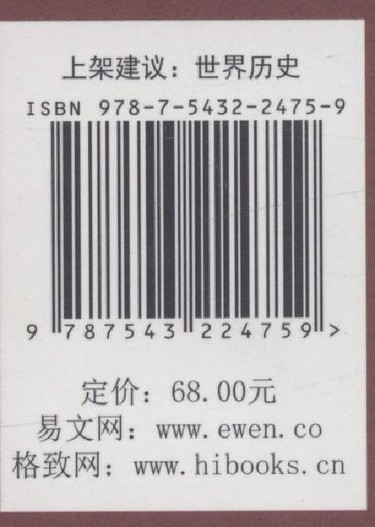 上架建议：世界历史
ISBN 978-7-5432-2475-9
9 787543 224759 >
定价：68.00元
易文网：www.ewen.co
格致网：www.hibooks.cn